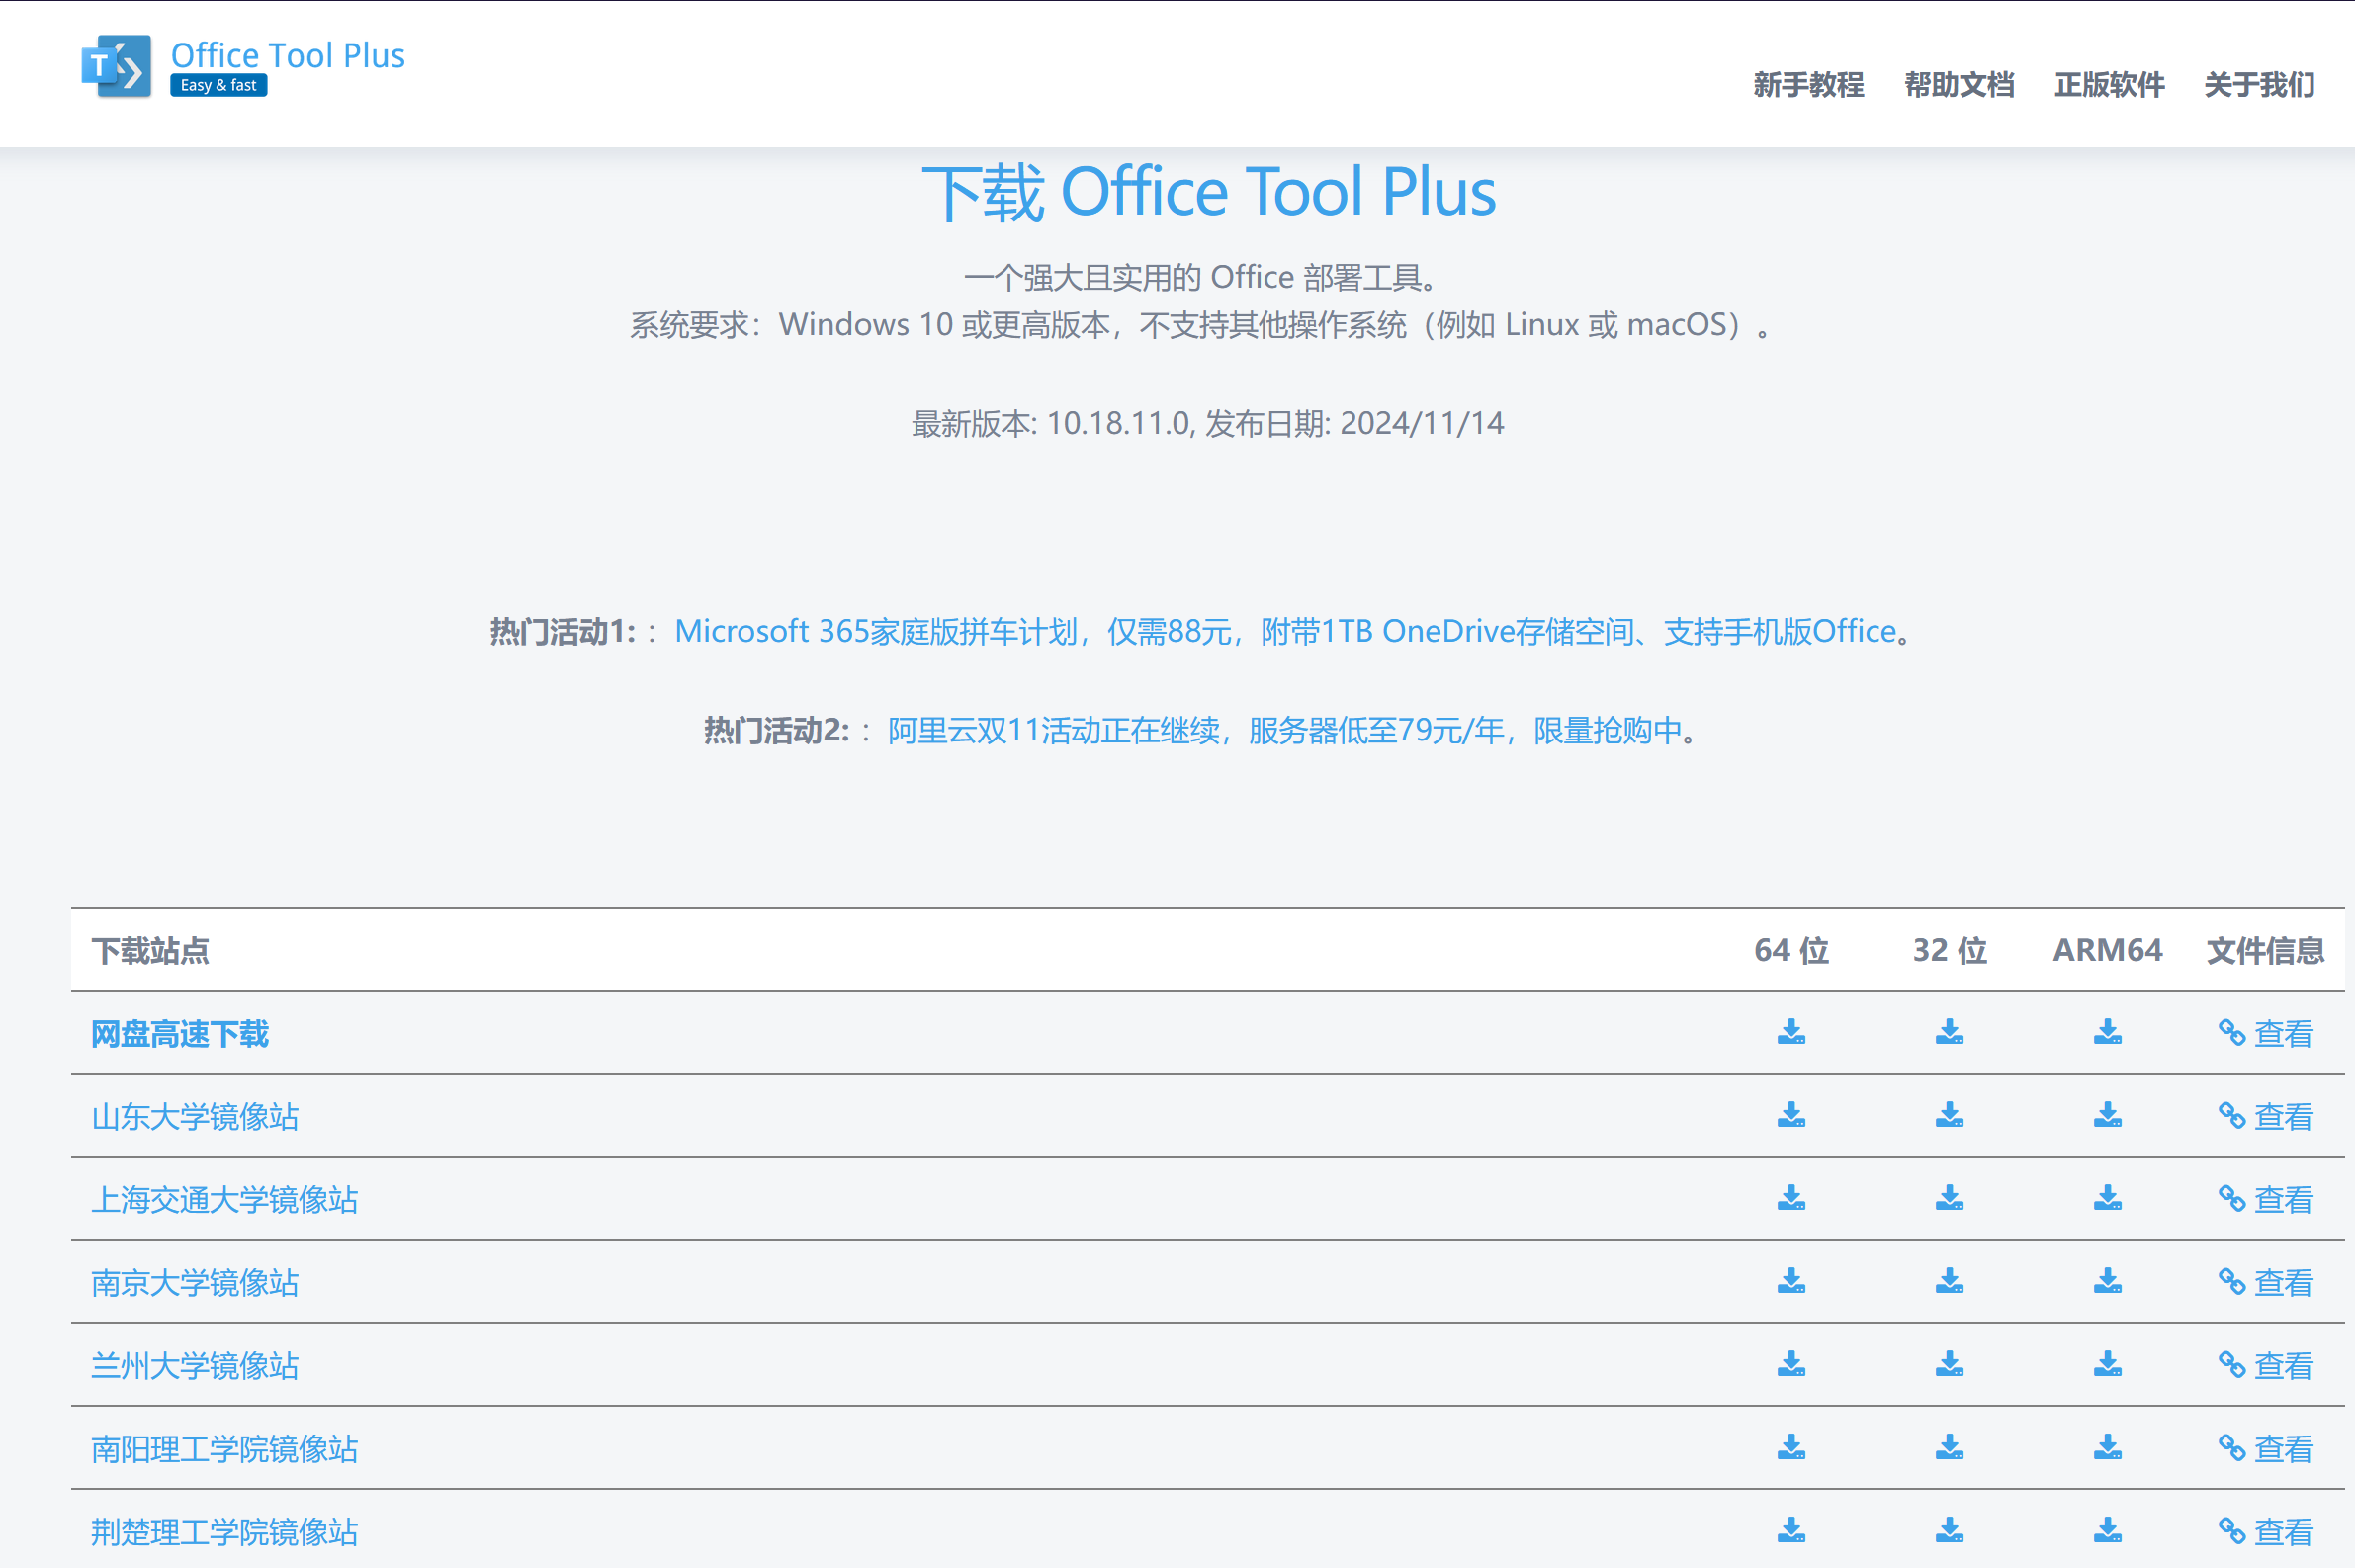 T
Office Tool Plus
Easy & fast
新手教程 帮助文档 正版软件 关于我们
下载 Office Tool Plus
一个强大且实用的 Office 部署工具。
系统要求：Windows 10 或更高版本，不支持其他操作系统（例如 Linux 或 macOS）。
最新版本: 10.18.11.0, 发布日期: 2024/11/14
热门活动1:：Microsoft 365家庭版拼车计划，仅需88元，附带1TB OneDrive存储空间、支持手机版Office。
热门活动2:：阿里云双11活动正在继续，服务器低至79元/年，限量抢购中。
下载站点 64 位 32 位 ARM64 文件信息
网盘高速下载 查看
山东大学镜像站 查看
上海交通大学镜像站 查看
南京大学镜像站 查看
兰州大学镜像站 查看
南阳理工学院镜像站 查看
荆楚理工学院镜像站 查看